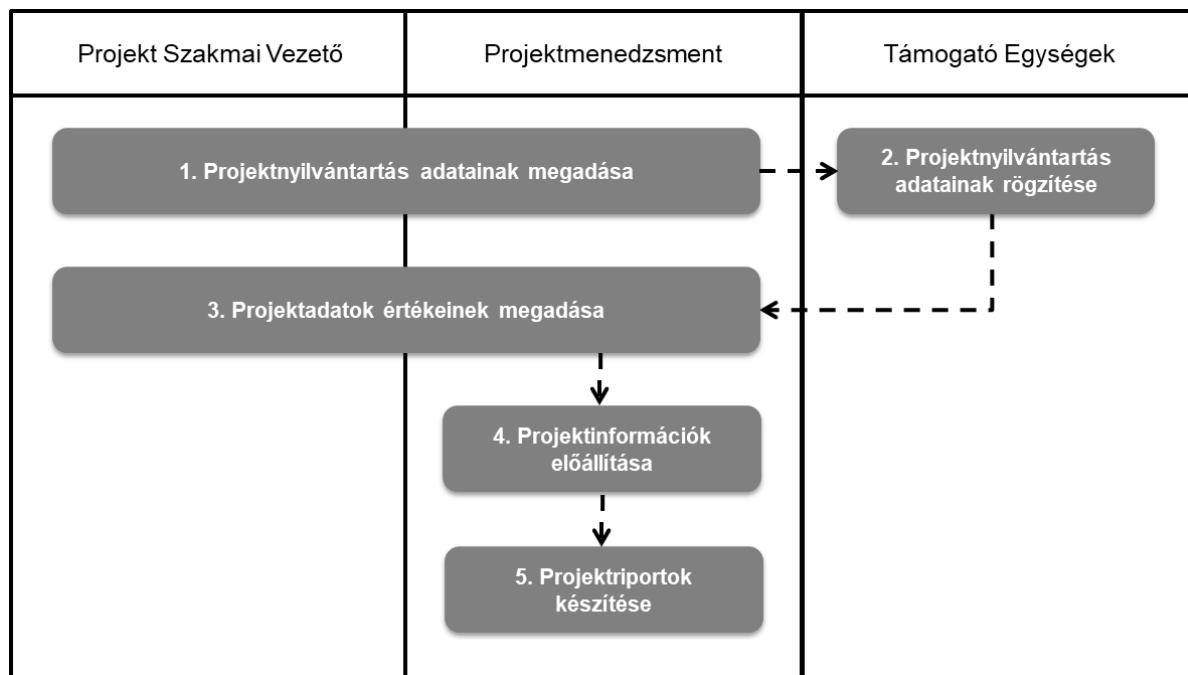 Projekt Szakmai Vezető
Projektmenedzsment
Támogató Egységek
1. Projektnyilvántartás adatainak megadása
2. Projektnyilvántartás
adatainak rögzítése
3. Projektadatok értékeinek megadása
4. Projektinformációk
előállítása
5. Projektriportok
készítése